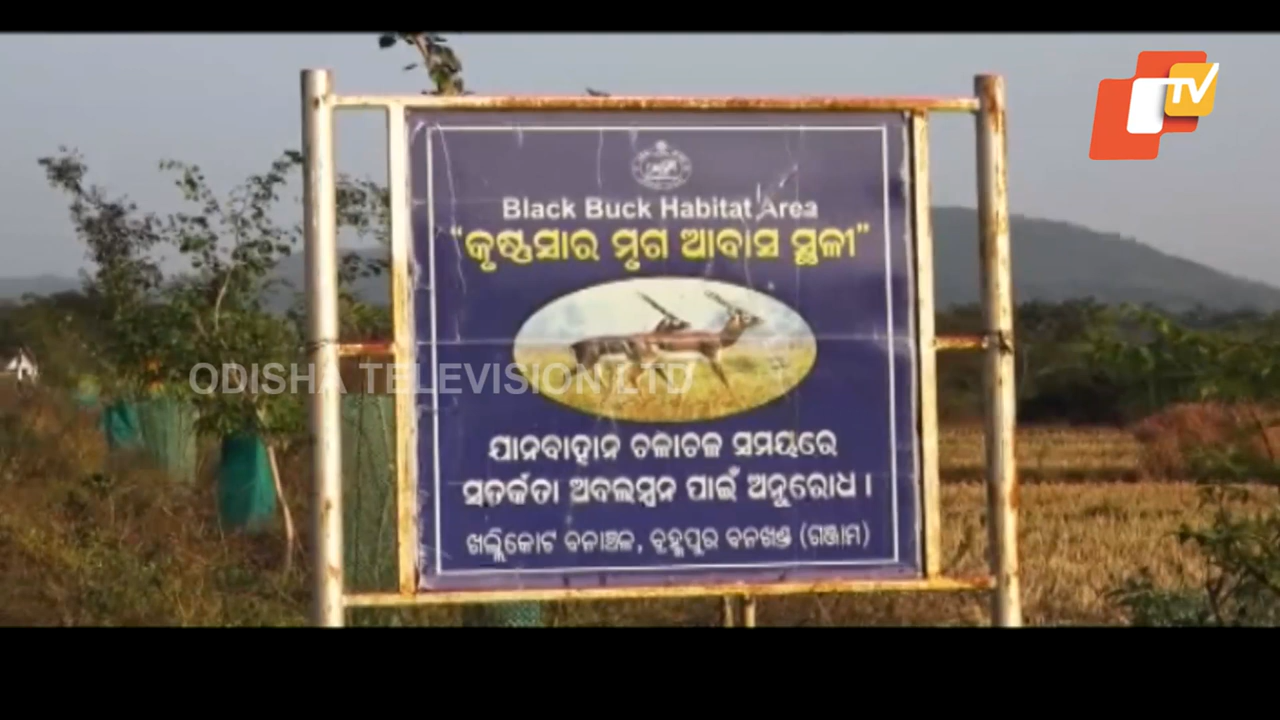 TV
Black Buck Habitat Area
"କୃଷ୍ଣସାର ମୃଗ ଆବାସ ସ୍ଥଳୀ"
ODISHA TELEVISION LTD
ଯାନବାହାନ ଚଳାଚଳ ସମୟରେ
ସତର୍କତା ଅବଲମ୍ବନ ପାଇଁ ଅନୁରୋଧ ।
ଖଲ୍ଲିକୋଟ ବନାଞ୍ଚଳ, ବ୍ରହ୍ମପୁର ବନଖଣ୍ଡ (ଗଞ୍ଜାମ)